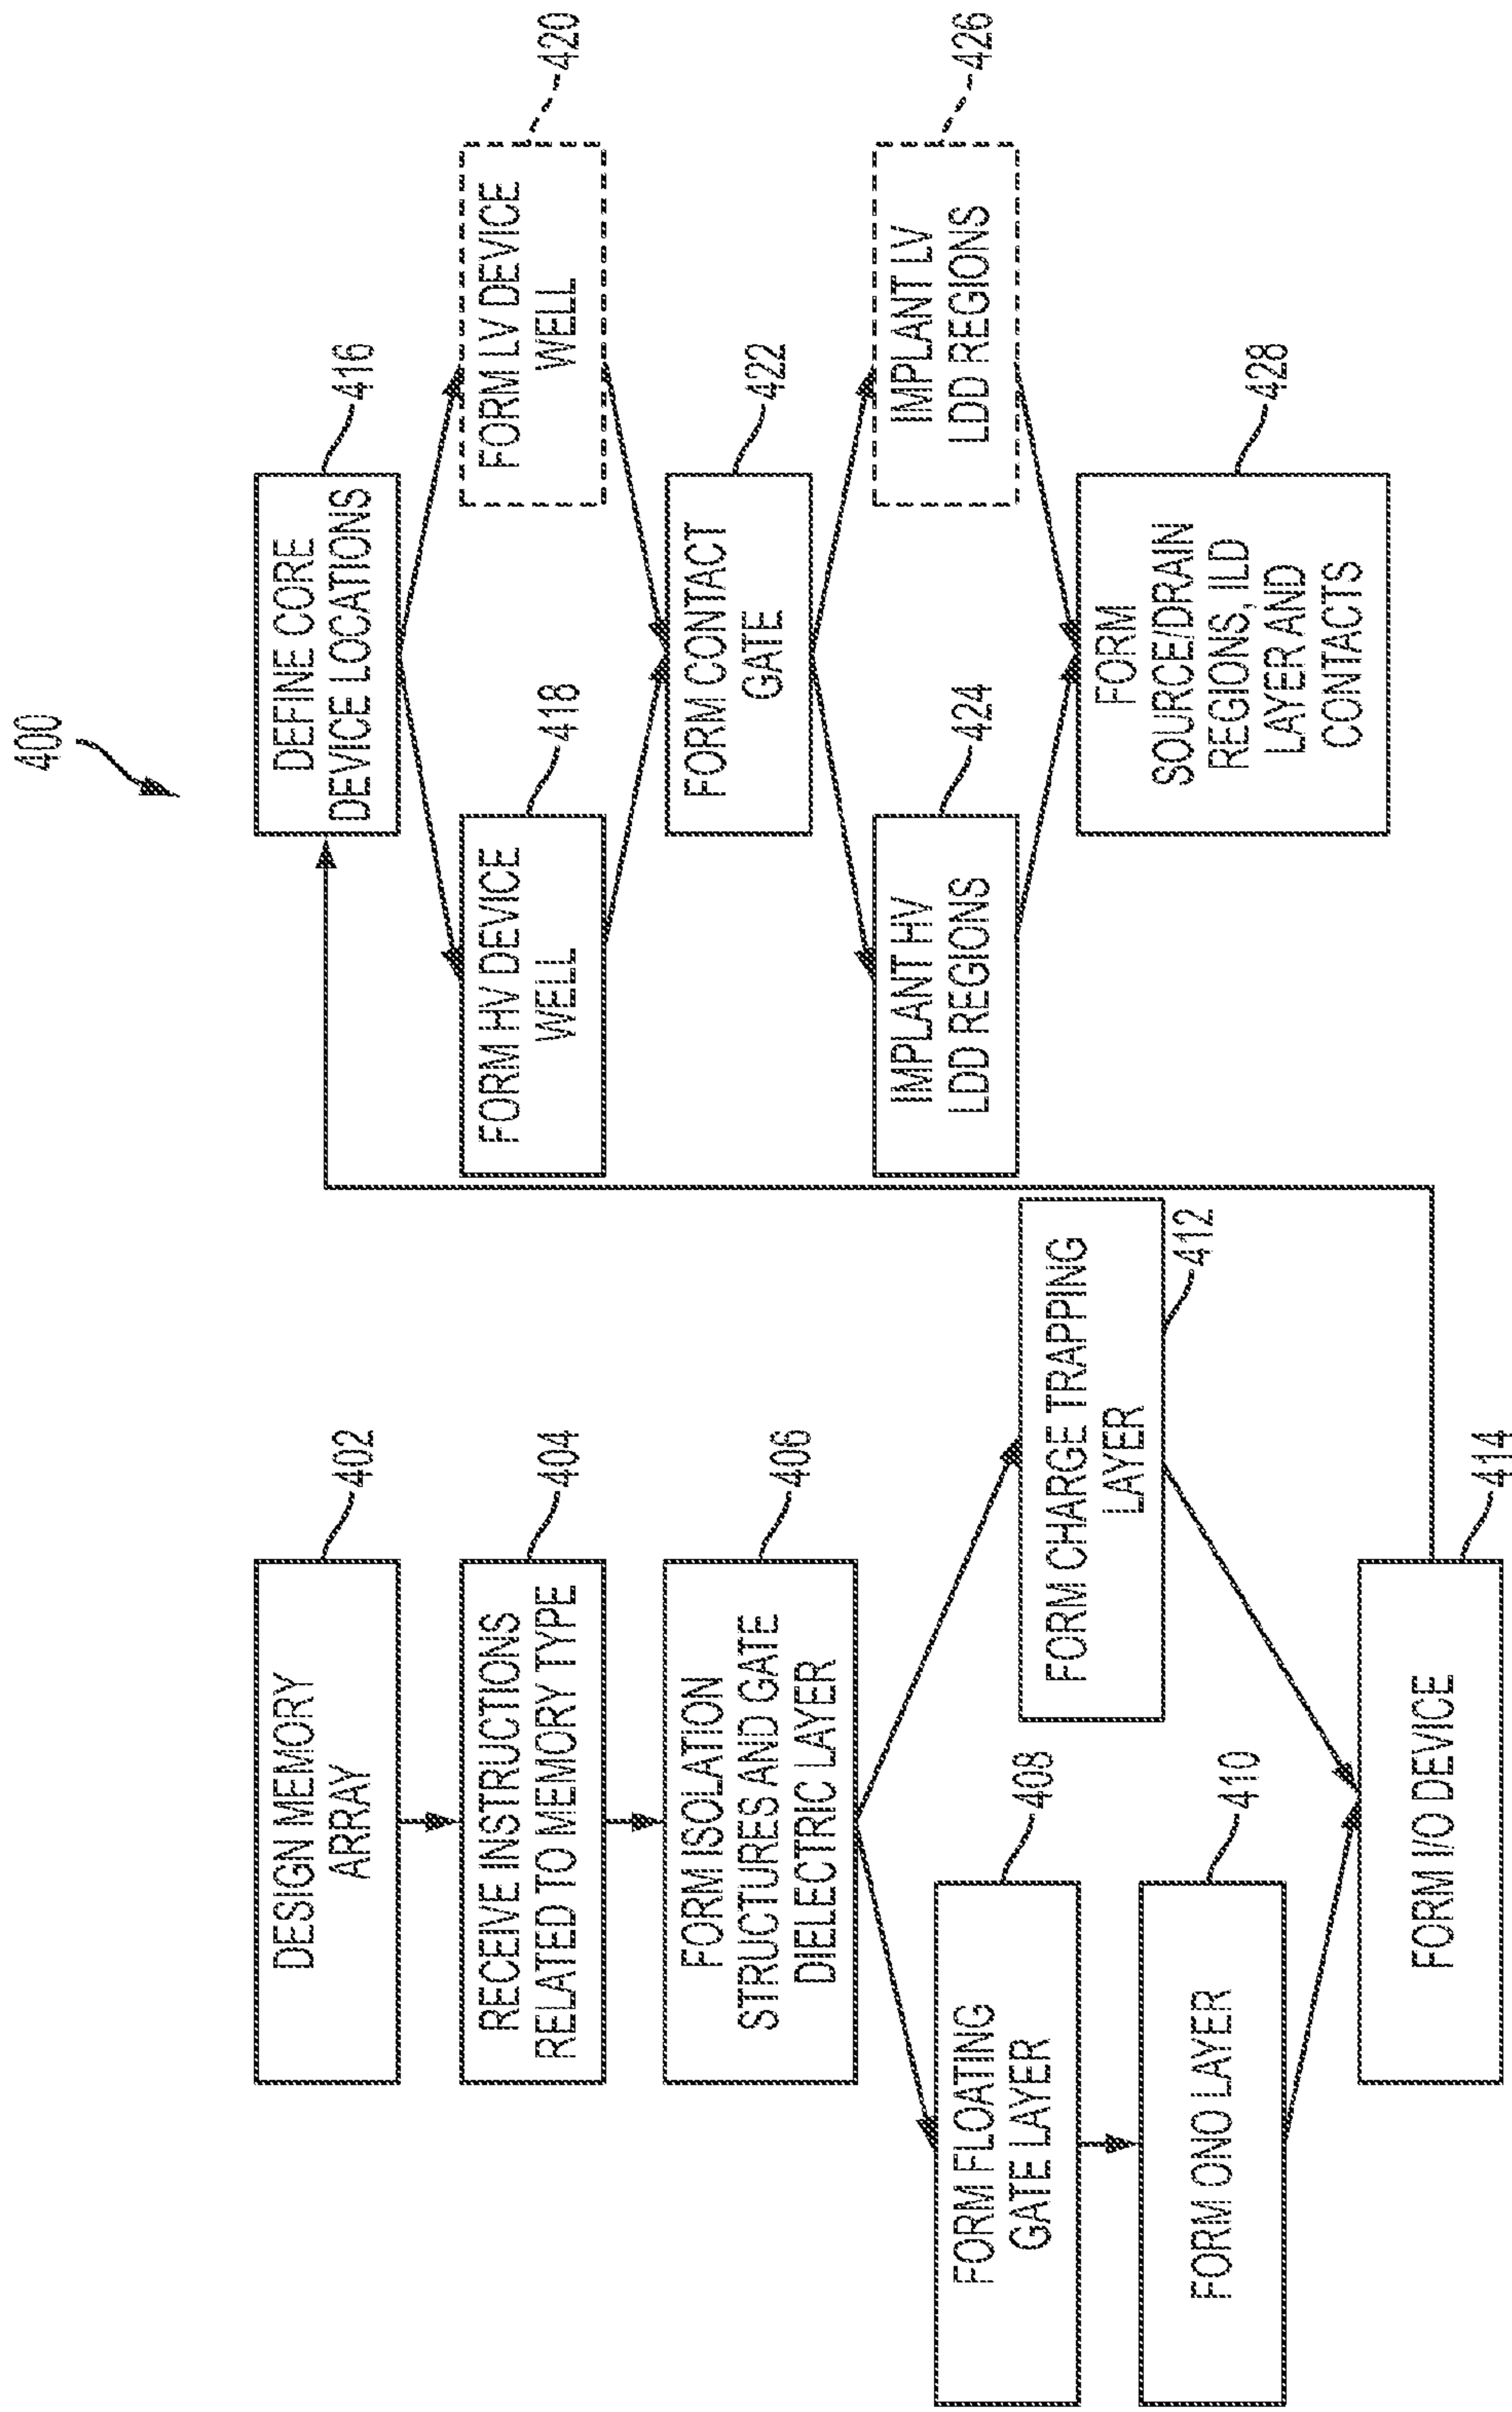 400
DESIGN MEMORY
ARRAY
402
RECEIVE INSTRUCTIONS
RELATED TO MEMORY TYPE
404
FORM ISOLATION
STRUCTURES AND GATE
DIELECTRIC LAYER
406
FORM FLOATING
GATE LAYER
408
FORM ONO LAYER
410
FORM CHARGE TRAPPING
LAYER
412
FORM I/O DEVICE
414
DEFINE CORE
DEVICE LOCATIONS
416
FORM HV DEVICE
WELL
418
FORM LV DEVICE
WELL
420
FORM CONTACT
GATE
422
IMPLANT HV
LDD REGIONS
424
IMPLANT LV
LDD REGIONS
426
FORM
SOURCE/DRAIN
REGIONS, ILD
LAYER AND
CONTACTS
428